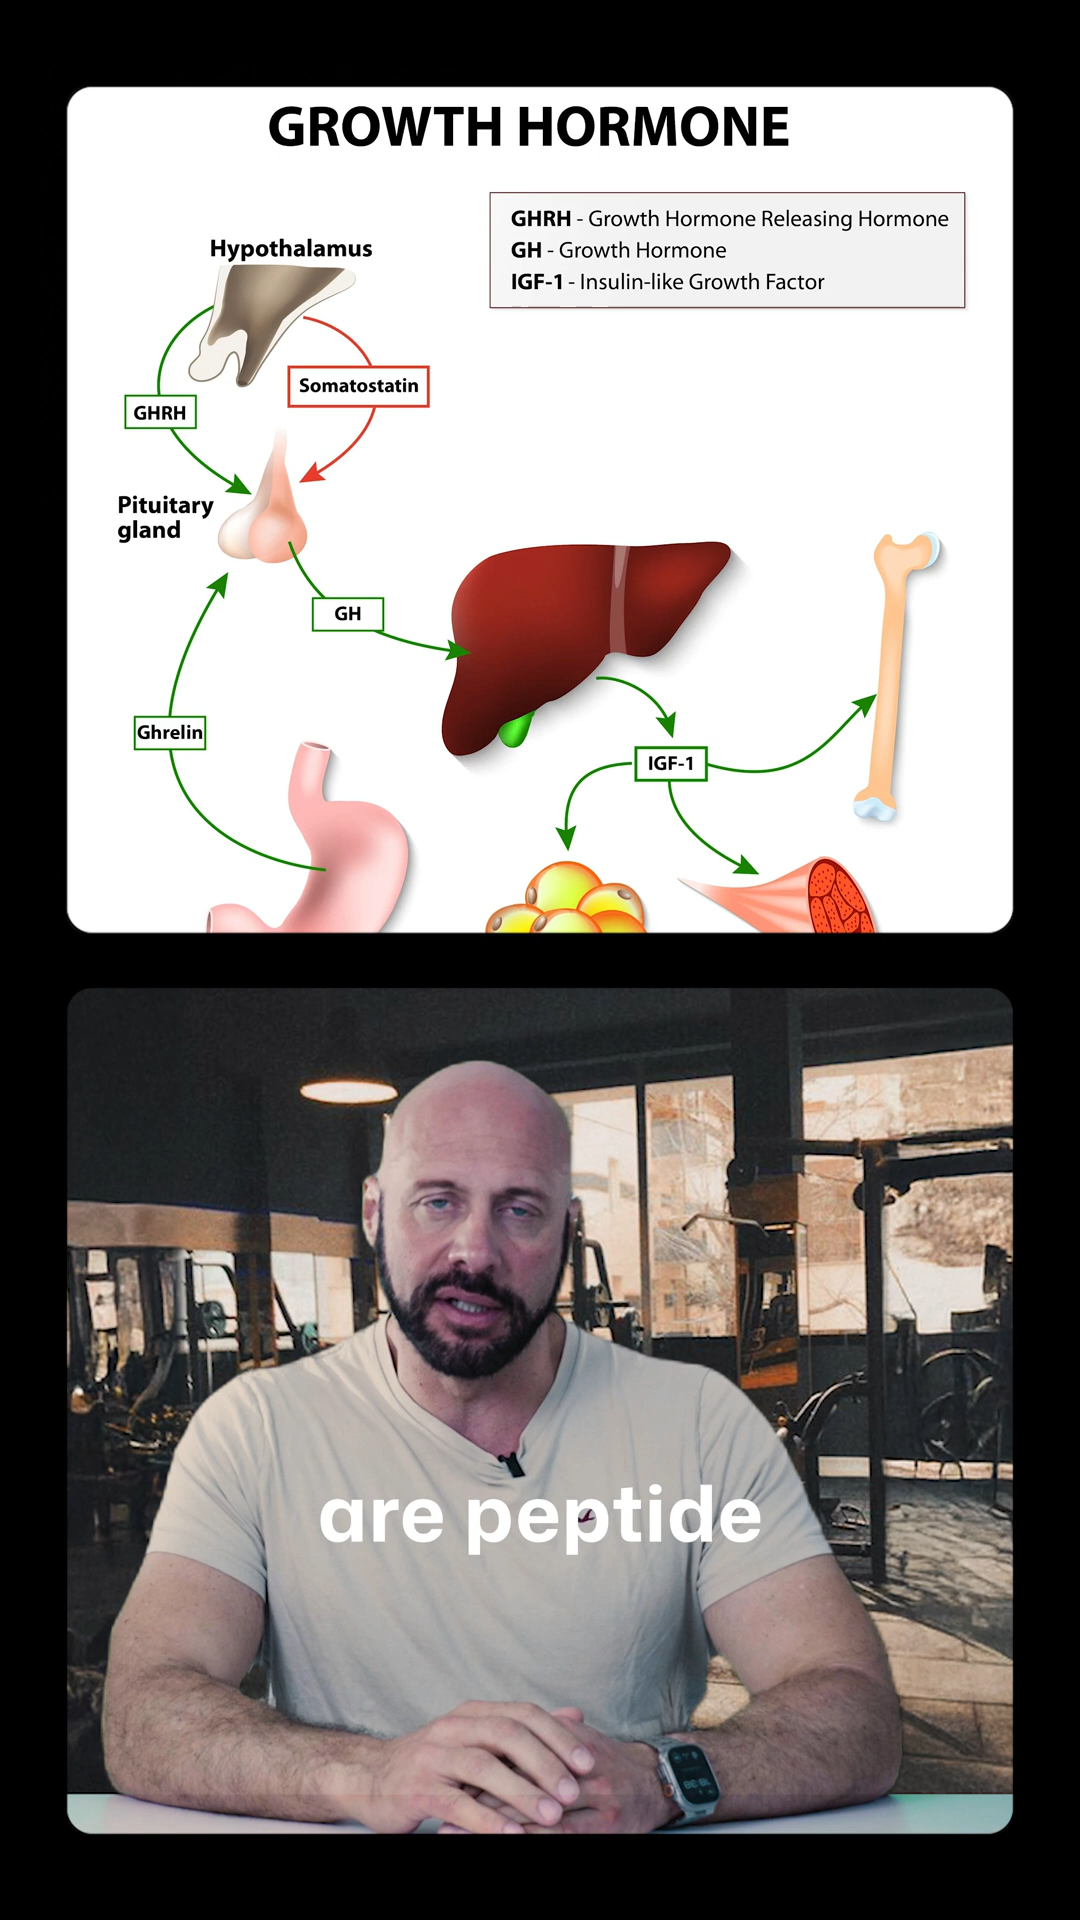 GROWTH HORMONE
GHRH - Growth Hormone Releasing Hormone
GH - Growth Hormone
IGF-1 - Insulin-like Growth Factor
Hypothalamus
Somatostatin
GHRH
Pituitary
gland
GH
Ghrelin
IGF-1
are peptide